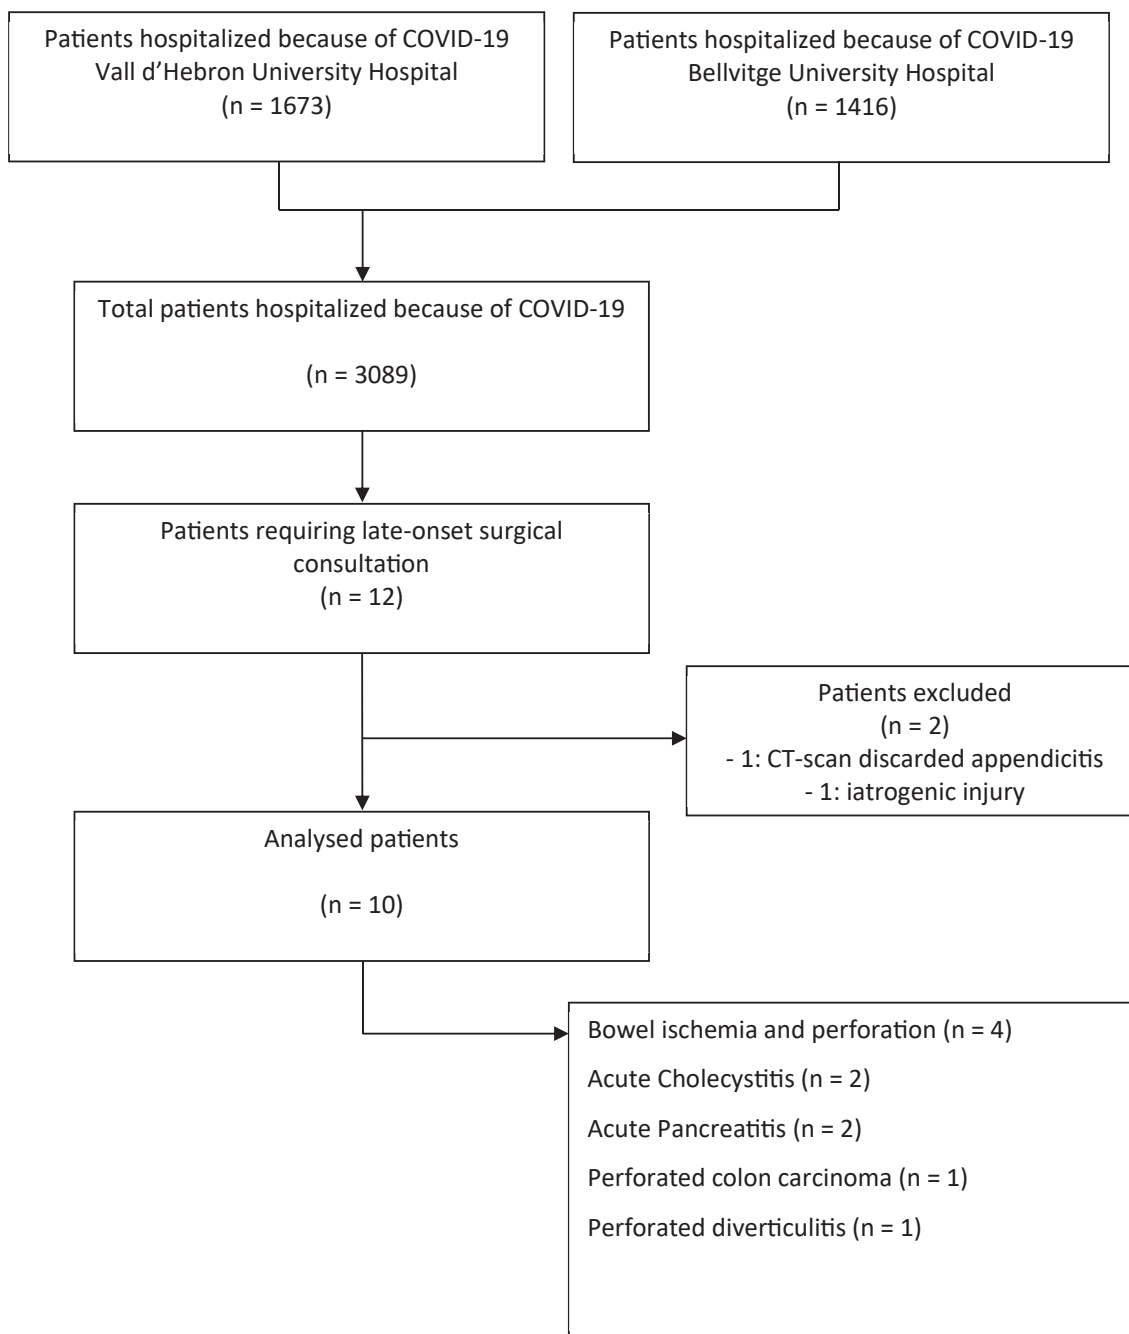 Patients hospitalized because of COVID-19
Vall d’Hebron University Hospital
(n = 1673)
Patients hospitalized because of COVID-19
Bellvitge University Hospital
(n = 1416)
Total patients hospitalized because of COVID-19
(n = 3089)
Patients requiring late-onset surgical
consultation
(n = 12)
Patients excluded
(n = 2)
- 1: CT-scan discarded appendicitis
- 1: iatrogenic injury
Analysed patients
(n = 10)
Bowel ischemia and perforation (n = 4)
Acute Cholecystitis (n = 2)
Acute Pancreatitis (n = 2)
Perforated colon carcinoma (n = 1)
Perforated diverticulitis (n = 1)